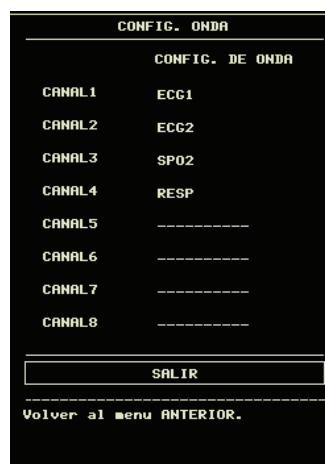 CONFIG. ONDA
CONFIG. DE ONDA
CANAL1 ECG1
CANAL2 ECG2
CANAL3 SPO2
CANAL4 RESP
CANAL5 ----------
CANAL6 ----------
CANAL7 ----------
CANAL8 ----------
SALIR
Volver al menu ANTERIOR.